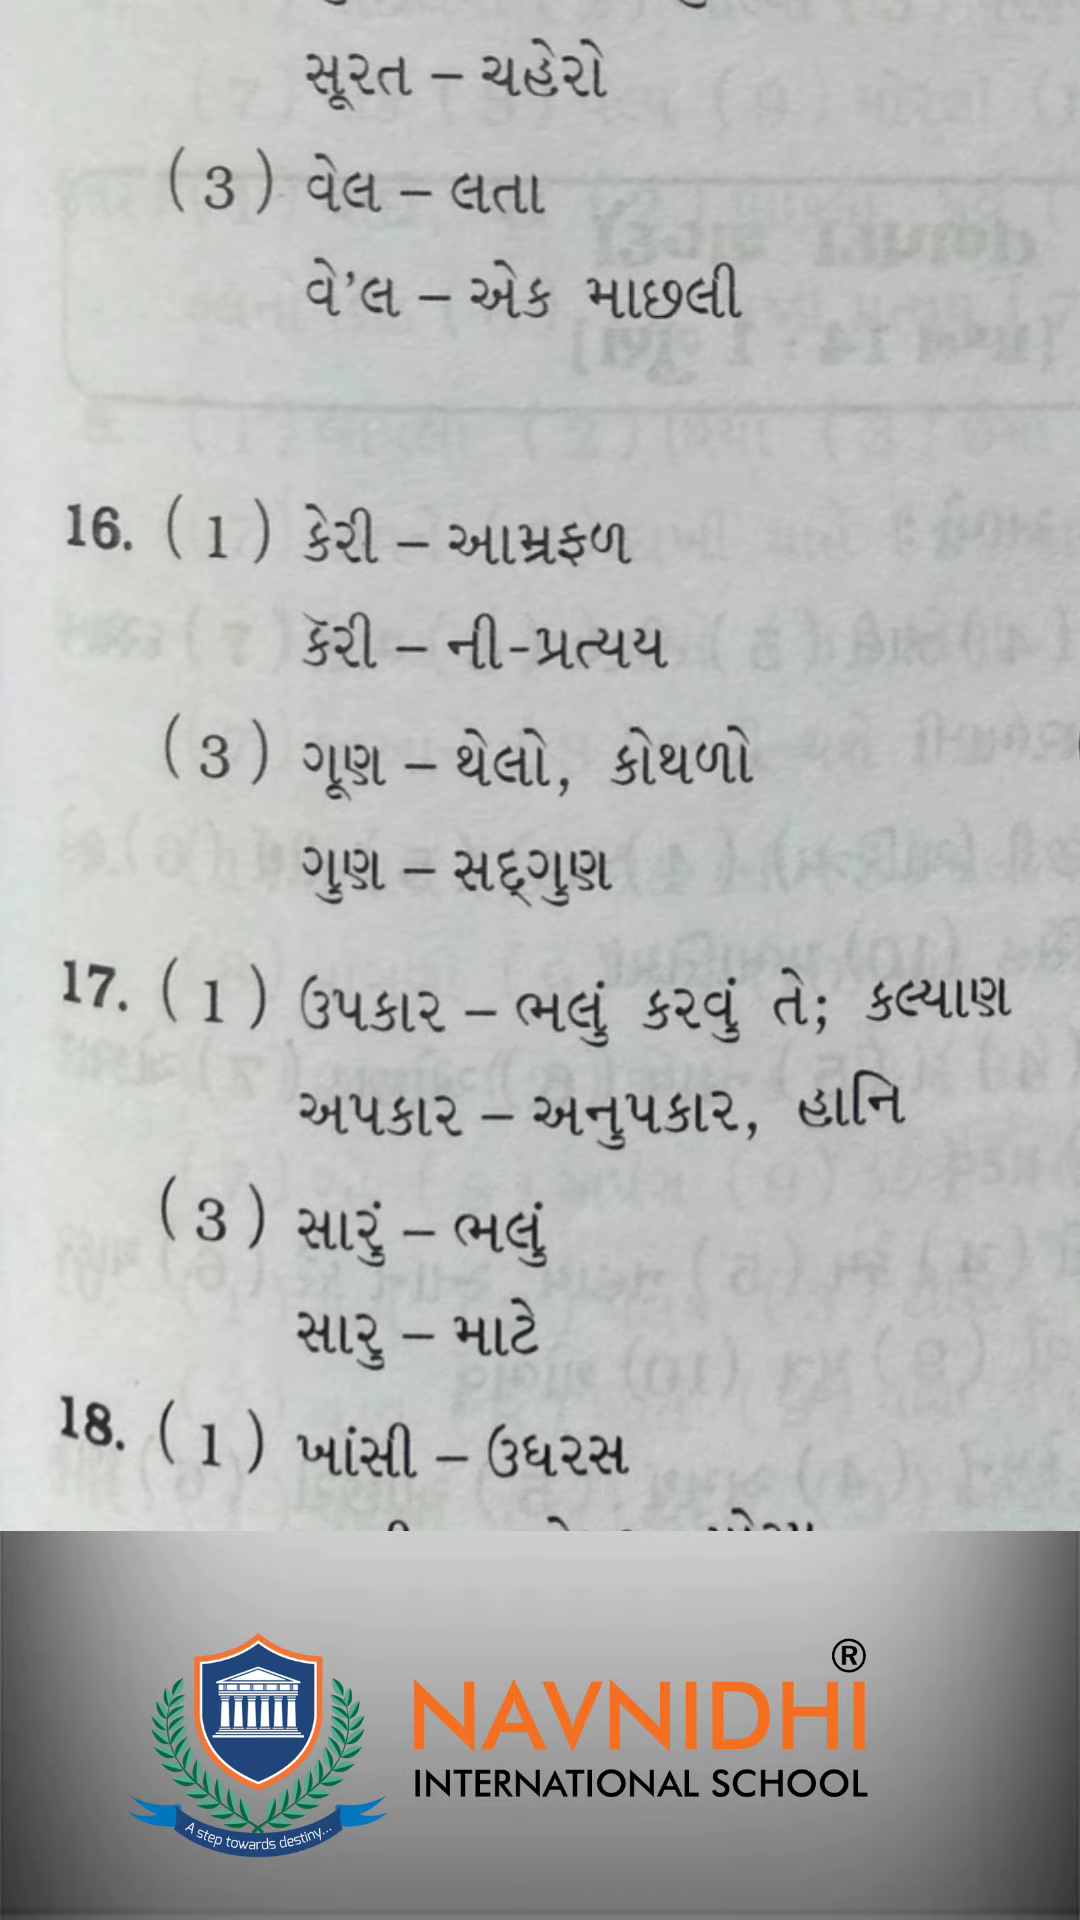 સૂરત – ચહેરો
( 3 ) વેલ – લતા
વે'લ – એક માછલી
16. ( 1 ) કેરી – આમ્રફળ
કૅરી – ની-પ્રત્યય
( 3 ) ગૂણ – થેલો, કોથળો
ગુણ – સદ્ગુણ
17. ( 1 ) ઉપકાર – ભલું કરવું તે; કલ્યાણ
અપકાર – અનુપકાર, હાનિ
( 3 ) સારું – ભલું
સારુ – માટે
18. ( 1 ) ખાંસી – ઉધરસ
®
NAVNIDHI
INTERNATIONAL SCHOOL
A step towards destiny...